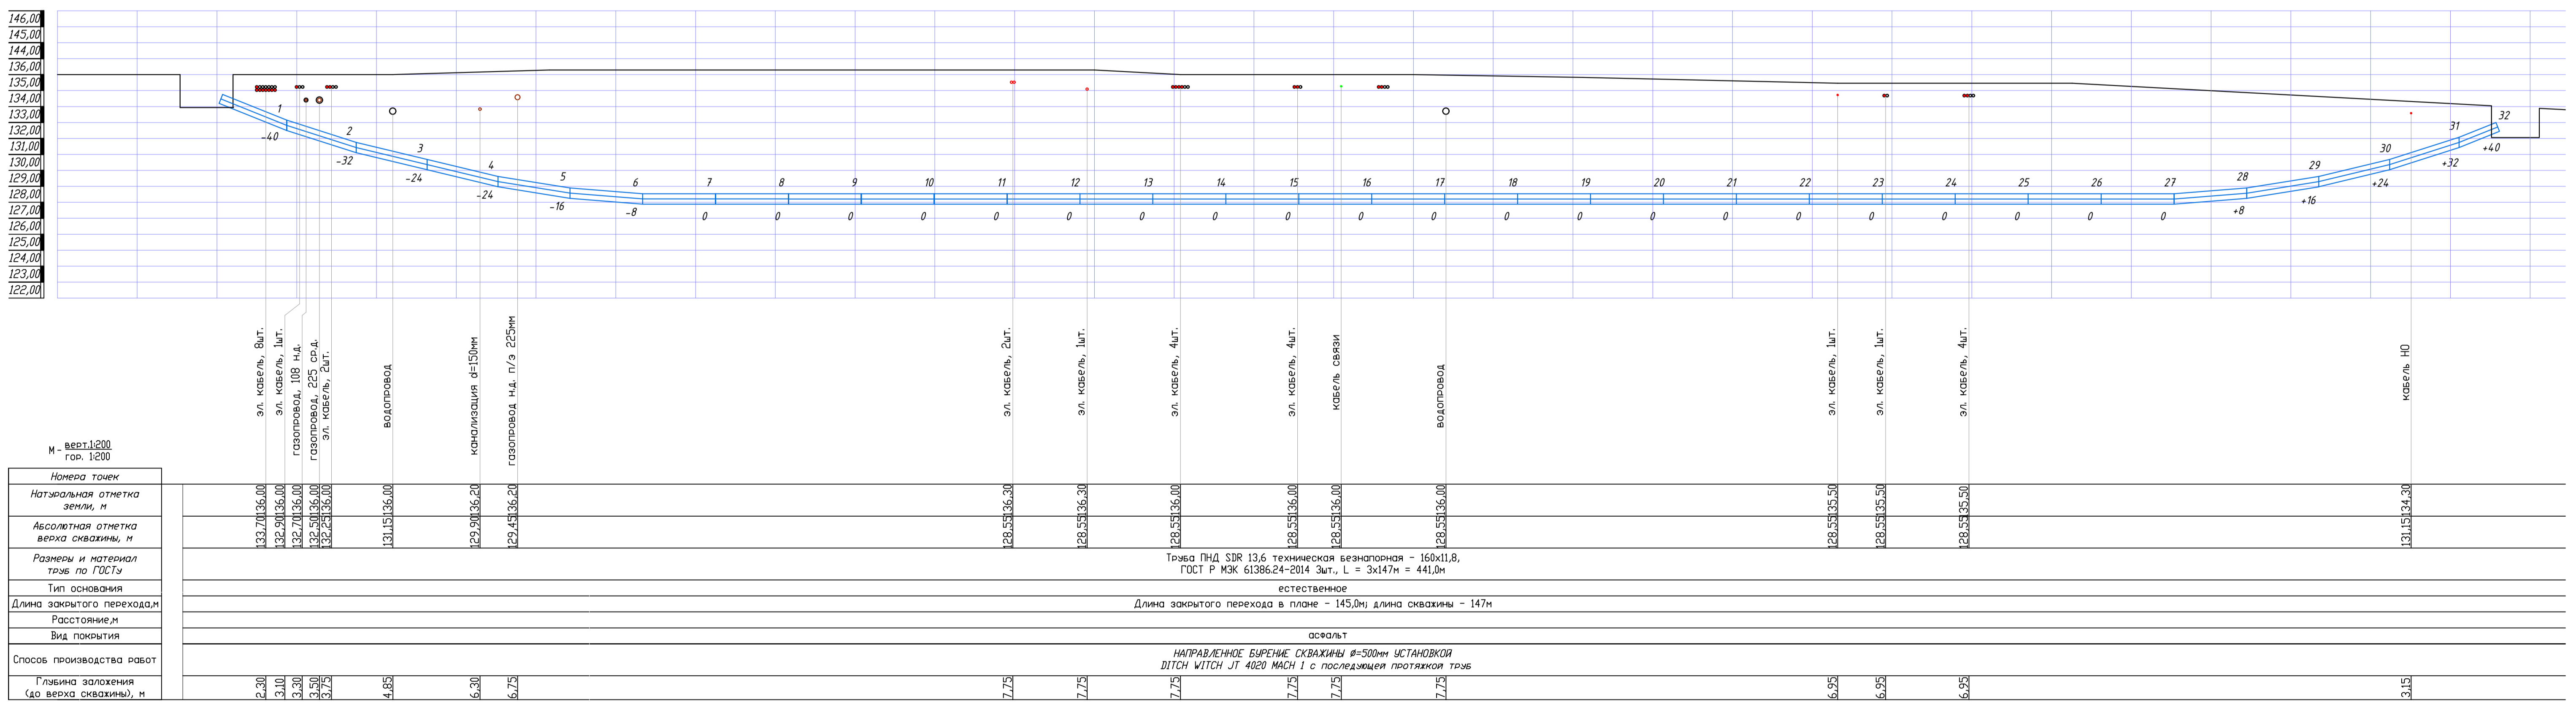 146,00
145,00
144,00
136,00
135,00
134,00
133,00
132,00
131,00
130,00
129,00
128,00
127,00
126,00
125,00
124,00
123,00
122,00
1 2 3 4 5 6 7 8 9 10 11 12 13 14 15 16 17 18 19 20 21 22 23 24 25 26 27 28 29 30 31 32
-40 -32 -24 -24 -16 -8 0 0 0 0 0 0 0 0 0 0 0 0 0 0 0 0 0 0 0 0 0 +8 +16 +24 +32 +40
эл. кабель, 8шт.
эл. кабель, 1шт.
газопровод, 108 н.д.
газопровод, 225 ср.д.
эл. кабель, 2шт.
водопровод
канализация d=150мм
газопровод н.д. п/э 225мм
эл. кабель, 2шт.
эл. кабель, 1шт.
эл. кабель, 4шт.
эл. кабель, 4шт.
кабель связи
водопровод
эл. кабель, 1шт.
эл. кабель, 1шт.
эл. кабель, 4шт.
кабель НО
М- верт.1:200
гор. 1:200
Номера точек
Натуральная отметка
земли, м
136,00 136,00 136,00 136,00 136,00 136,00 136,20 136,20 136,30 136,30 136,00 136,00 136,00 136,00 135,50 135,50 135,50 134,30
Абсолютная отметка
верха скважины, м
133,70 132,90 132,70 132,50 132,25 131,15 129,90 129,45 128,55 128,55 128,55 128,55 128,55 128,55 128,55 128,55 128,55 131,15
Размеры и материал
труб по ГОСТу
Труба ПНД SDR 13,6 техническая безнапорная - 160х11,8,
ГОСТ Р МЭК 61386.24-2014 3шт., L = 3х147м = 441,0м
Тип основания
естественное
Длина закрытого перехода,м
Длина закрытого перехода в плане - 145,0м; длина скважины - 147м
Расстояние,м
Вид покрытия
асфальт
Способ производства работ
НАПРАВЛЕННОЕ БУРЕНИЕ СКВАЖИНЫ Ø=500мм УСТАНОВКОЙ
DITCH WITCH JT 4020 MACH 1 с последующей протяжкой труб
Глубина заложения
(до верха скважины), м
2,30 3,10 3,30 3,50 3,75 4,85 6,30 6,75 7,75 7,75 7,75 7,75 7,75 7,75 6,95 6,95 6,95 3,15